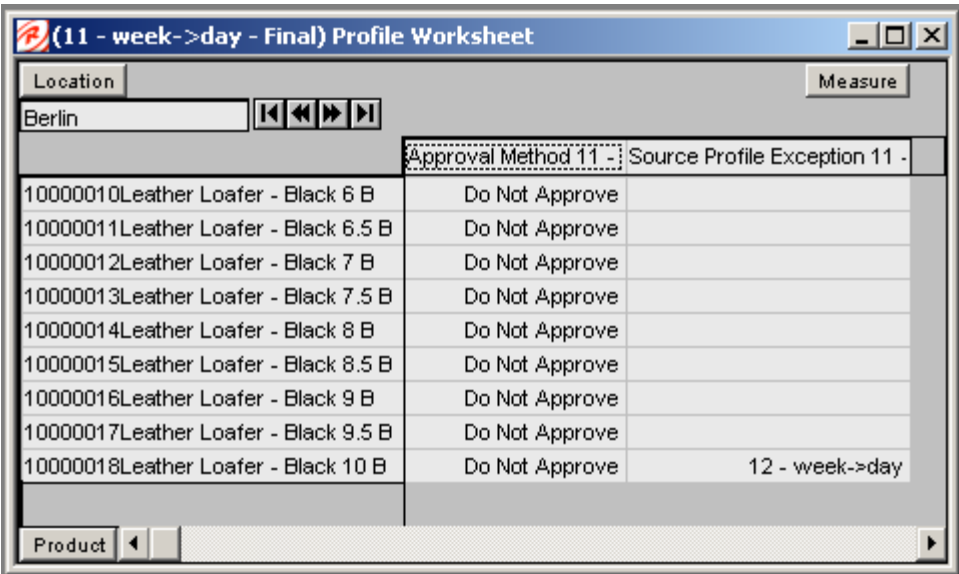 (11 - week->day - Final) Profile Worksheet
Location
Measure
Berlin
Approval Method 11 - Source Profile Exception 11 -
10000010Leather Loafer - Black 6 B Do Not Approve
10000011Leather Loafer - Black 6.5 B Do Not Approve
10000012Leather Loafer - Black 7 B Do Not Approve
10000013Leather Loafer - Black 7.5 B Do Not Approve
10000014Leather Loafer - Black 8 B Do Not Approve
10000015Leather Loafer - Black 8.5 B Do Not Approve
10000016Leather Loafer - Black 9 B Do Not Approve
10000017Leather Loafer - Black 9.5 B Do Not Approve
10000018Leather Loafer - Black 10 B Do Not Approve 12 - week->day
Product